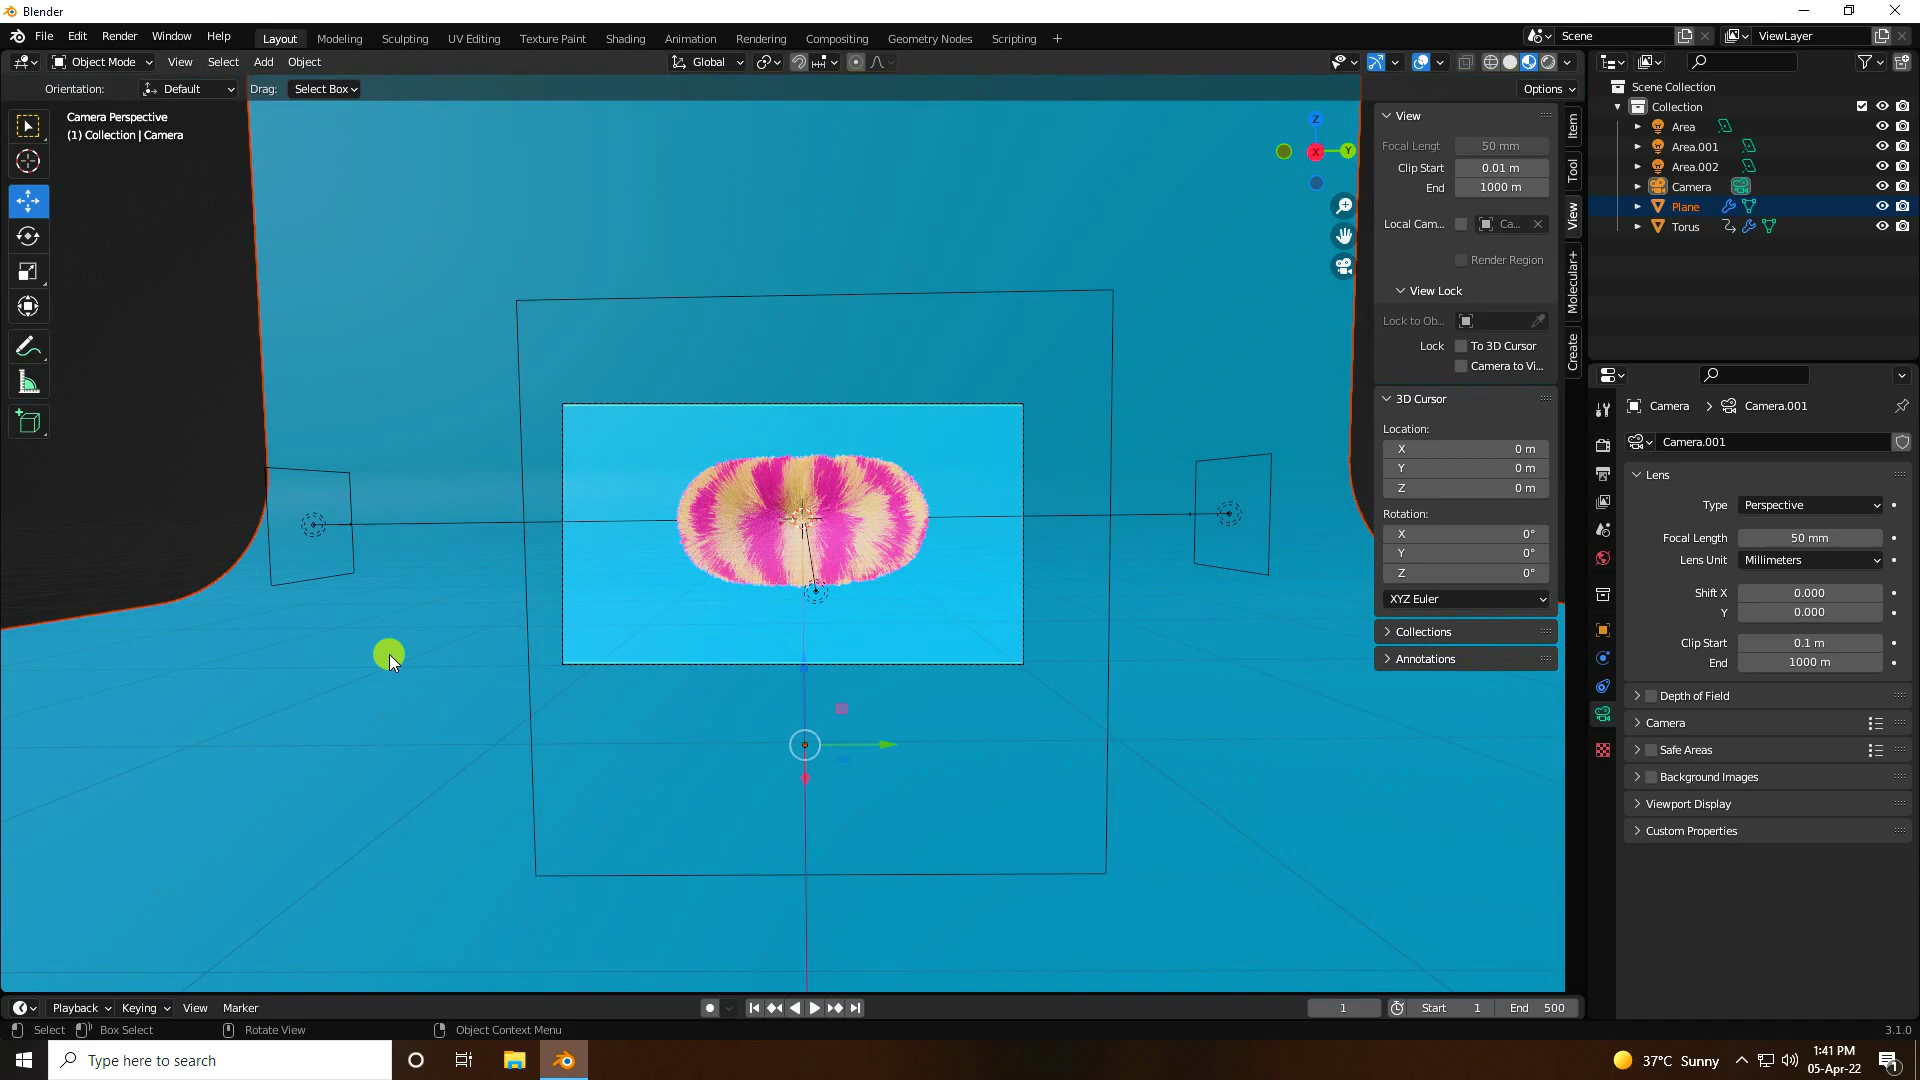 Blender
File Edit Render Window Help
Layout Modeling Sculpting UV Editing Texture Paint Shading Animation Rendering Compositing Geometry Nodes Scripting +
Scene
ViewLayer
Object Mode View Select Add Object
Global
Orientation: Default Drag: Select Box
Options
Camera Perspective
(1) Collection | Camera
Z
Y
X
View
Focal Lengt 50 mm
Clip Start 0.01 m
End 1000 m
Local Cam... Ca...
Render Region
View Lock
Lock to Ob...
Lock To 3D Cursor
Camera to Vi...
3D Cursor
Location:
X 0 m
Y 0 m
Z 0 m
Rotation:
X 0°
Y 0°
Z 0°
XYZ Euler
Collections
Annotations
Item
Tool
View
Molecular+
Create
Scene Collection
Collection
Area
Area.001
Area.002
Camera
Plane
Torus
Camera > Camera.001
Camera.001
Lens
Type Perspective
Focal Length 50 mm
Lens Unit Millimeters
Shift X 0.000
Y 0.000
Clip Start 0.1 m
End 1000 m
Depth of Field
Camera
Safe Areas
Background Images
Viewport Display
Custom Properties
Playback Keying View Marker
1
Start 1 End 500
Select Box Select Rotate View Object Context Menu
3.1.0
Type here to search
37°C Sunny
1:41 PM
05-Apr-22
1